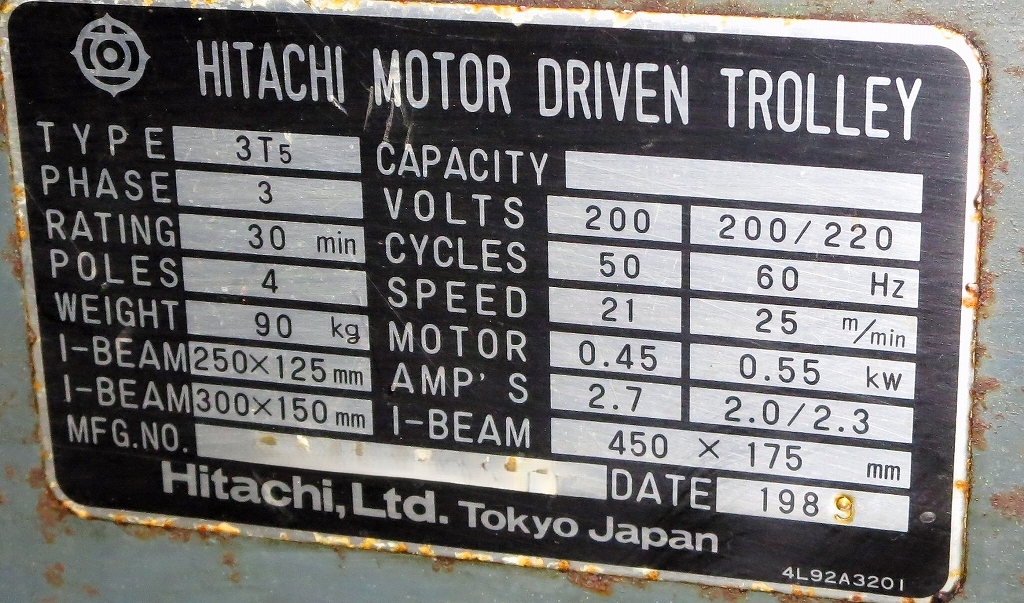 HITACHI MOTOR DRIVEN TROLLEY
TYPE 3T5 CAPACITY
PHASE 3 VOLTS 200 200/220
RATING 30 min CYCLES 50 60 Hz
POLES 4 SPEED 21 25 m/min
WEIGHT 90 kg MOTOR 0.45 0.55 kW
I-BEAM 250×125 mm AMP'S 2.7 2.0/2.3
I-BEAM 300×150 mm I-BEAM 450 × 175 mm
MFG.NO. DATE 1989
Hitachi, Ltd. Tokyo Japan
4L92A3201